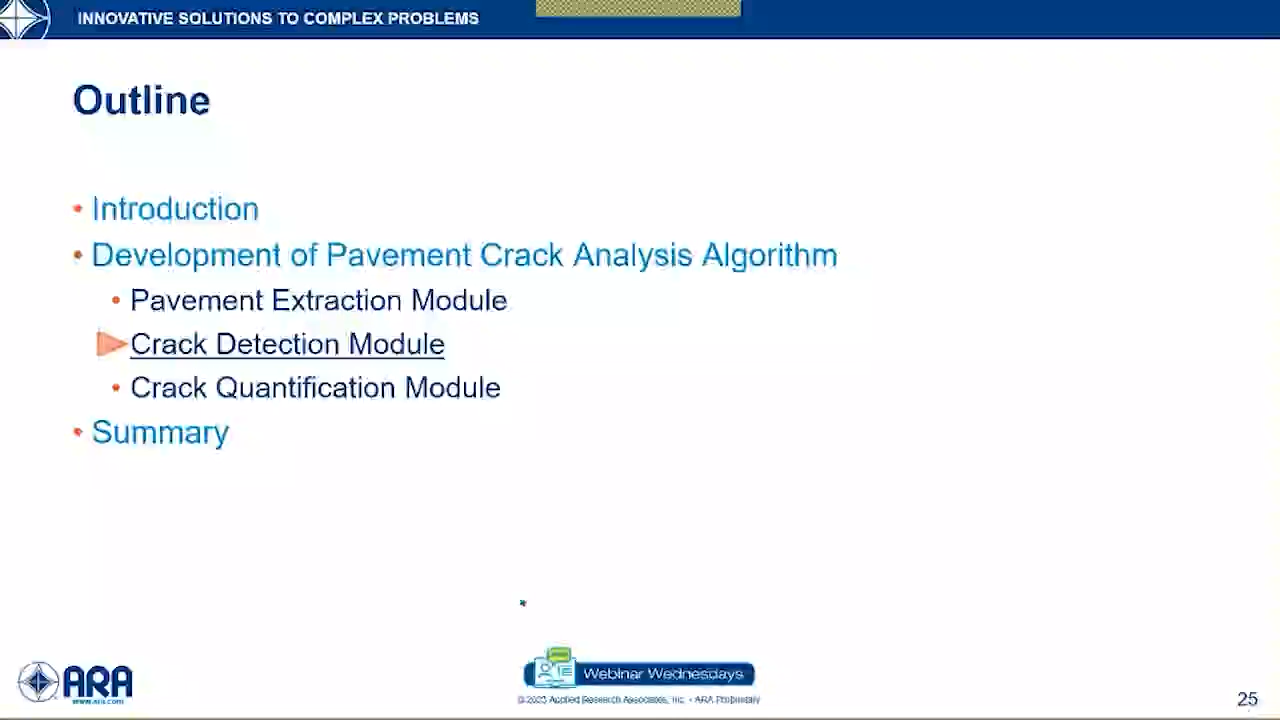 INNOVATIVE SOLUTIONS TO COMPLEX PROBLEMS
Outline
• Introduction
• Development of Pavement Crack Analysis Algorithm
• Pavement Extraction Module
Crack Detection Module
• Crack Quantification Module
• Summary
ARA
www.ara.com
Webinar Wednesdays
© 2023 Applied Research Associates, Inc. - ARA Proprietary
25